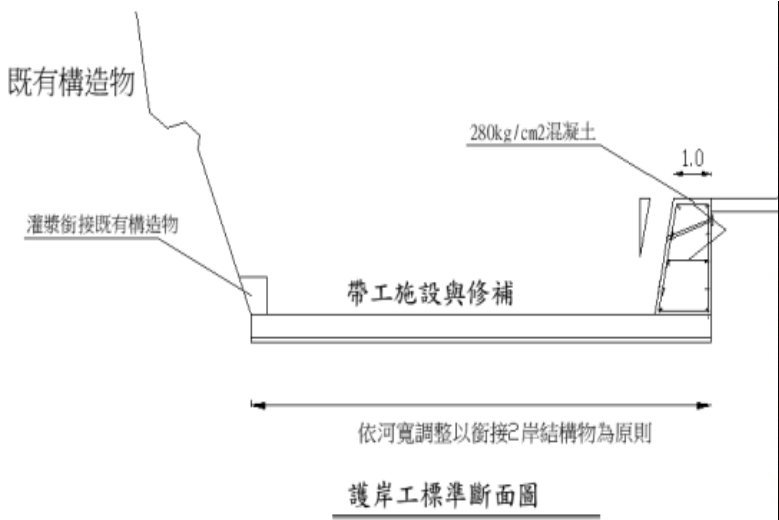 既有構造物
280kg/cm2混凝土
1.0
灌漿銜接既有構造物
帶工施設與修補
依河寬調整以銜接2岸結構物為原則
護岸工標準斷面圖